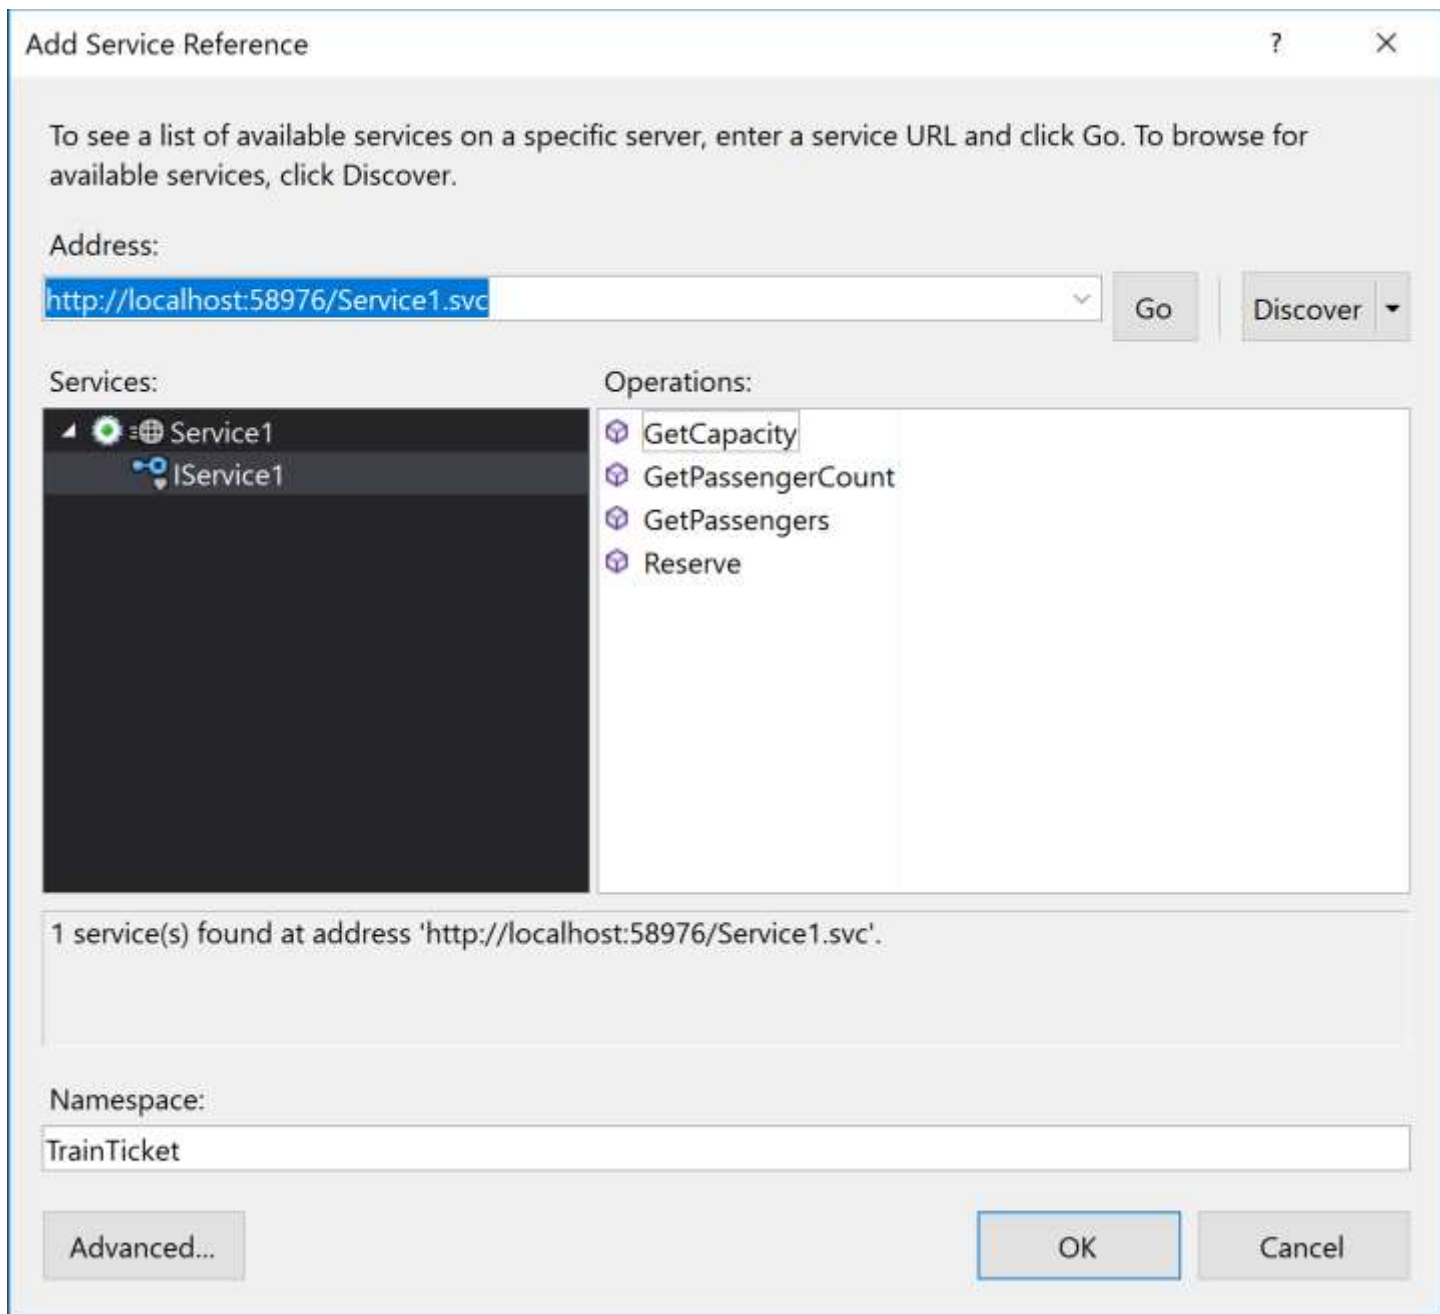 Add Service Reference
?
To see a list of available services on a specific server, enter a service URL and click Go. To browse for
available services, click Discover.
Address:
http://localhost:58976/Service1.svc
Go
Discover
Services:
Operations:
Service1
IService1
GetCapacity
GetPassengerCount
GetPassengers
Reserve
1 service(s) found at address 'http://localhost:58976/Service1.svc'.
Namespace:
TrainTicket
Advanced...
OK
Cancel